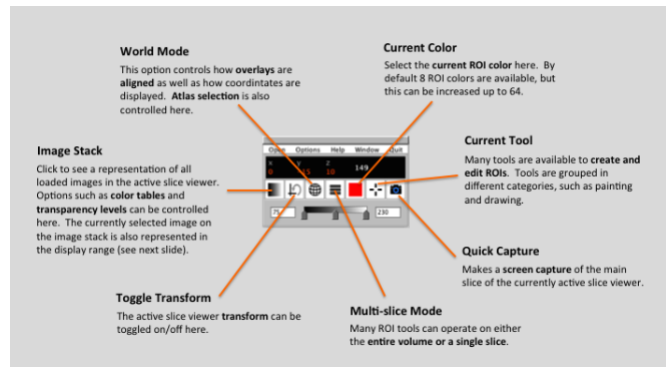 World Mode
This option controls how overlays are
aligned as well as how coordintates are
displayed. Atlas selection is also
controlled here.
Current Color
Select the current ROI color here. By
default 8 ROI colors are available, but
this can be increased up to 64.
Image Stack
Click to see a representation of all
loaded images in the active slice viewer.
Options such as color tables and
transparency levels can be controlled
here. The currently selected image on
the image stack is also represented in
the display range (see next slide).
Open Options Help Window Quit
X Y Z
0 15 10 149
75 230
Current Tool
Many tools are available to create and
edit ROIs. Tools are grouped in
different categories, such as painting
and drawing.
Quick Capture
Makes a screen capture of the main
slice of the currently active slice viewer.
Toggle Transform
The active slice viewer transform can be
toggled on/off here.
Multi-slice Mode
Many ROI tools can operate on either
the entire volume or a single slice.